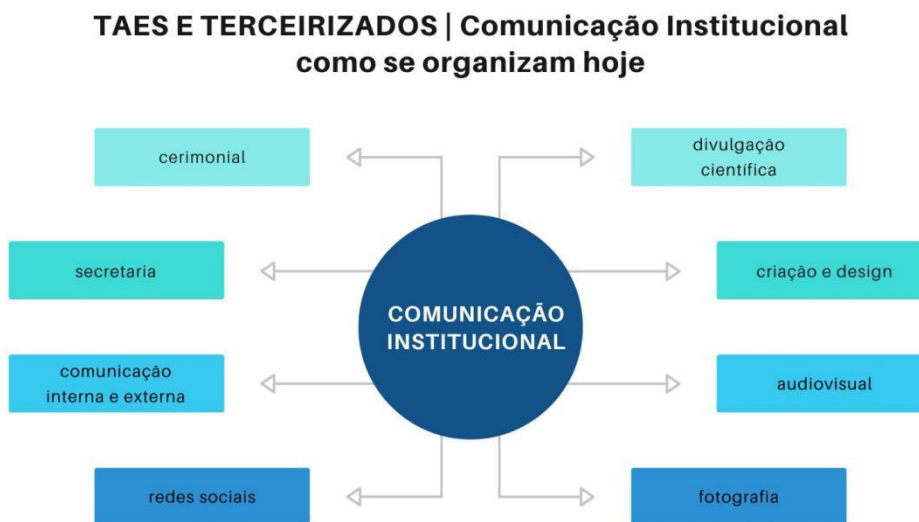 TAES E TERCEIRIZADOS | Comunicação Institucional
como se organizam hoje
cerimonial
divulgação
científica
secretaria
criação e design
COMUNICAÇÃO
INSTITUCIONAL
comunicação
interna e externa
audiovisual
redes sociais
fotografia